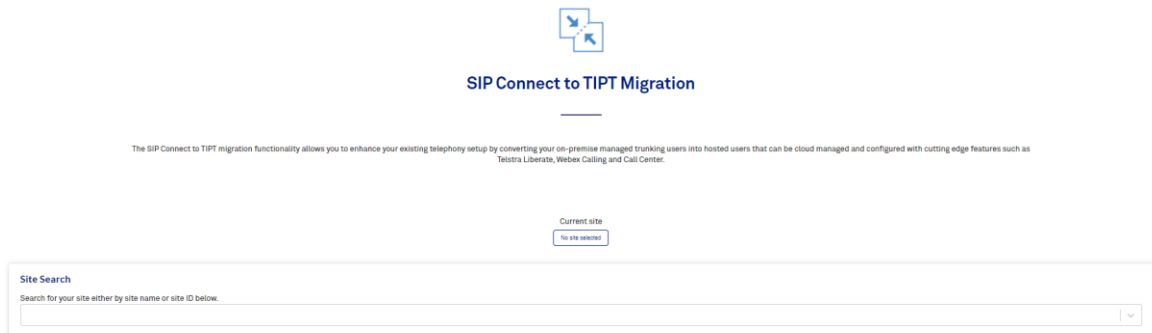 SIP Connect to TIPT Migration
The SIP Connect to TIPT migration functionality allows you to enhance your existing telephony setup by converting your on-premise managed trunking users into hosted users that can be cloud managed and configured with cutting edge features such as
Telstra Liberate, Webex Calling and Call Center.
Current site
No site selected
Site Search
Search for your site either by site name or site ID below.